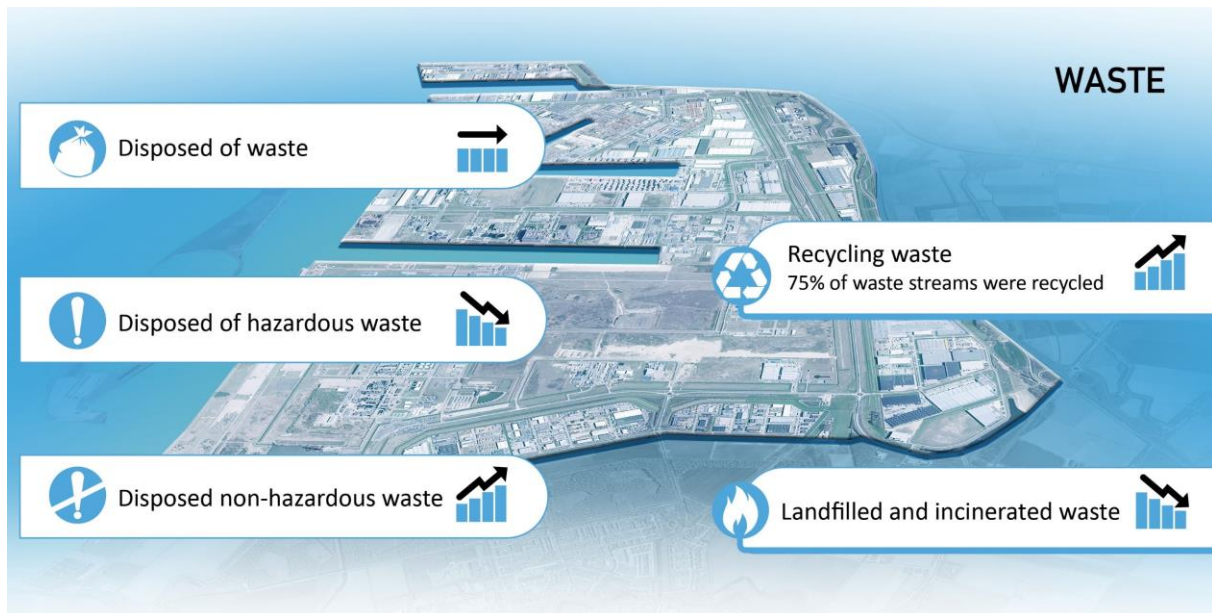 WASTE
Disposed of waste
Recycling waste
75% of waste streams were recycled
Disposed of hazardous waste
Disposed non-hazardous waste
Landfilled and incinerated waste